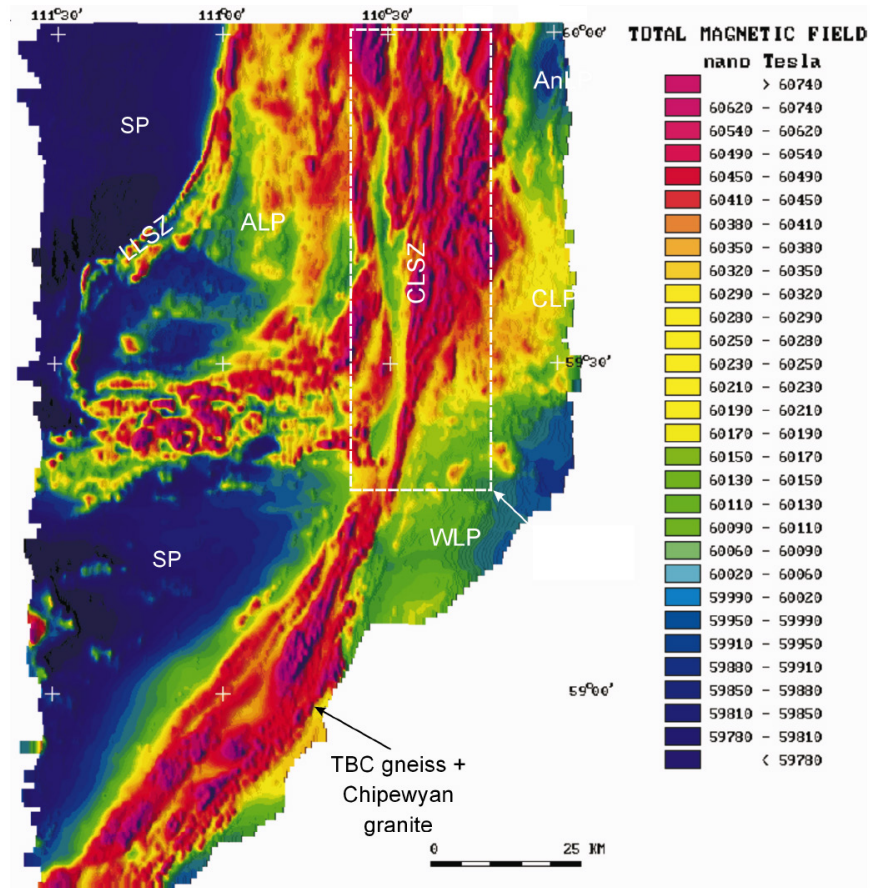 111°30' 111°00' 110°30'
60°00'
TOTAL MAGNETIC FIELD
nano Tesla
> 60740
60620 - 60740
60540 - 60620
60490 - 60540
60450 - 60490
60410 - 60450
60380 - 60410
60350 - 60380
60320 - 60350
60290 - 60320
60280 - 60290
60250 - 60280
60230 - 60250
60210 - 60230
60190 - 60210
60170 - 60190
60150 - 60170
60130 - 60150
60110 - 60130
60090 - 60110
60060 - 60090
60020 - 60060
59990 - 60020
59950 - 59990
59910 - 59950
59880 - 59910
59850 - 59880
59810 - 59850
59780 - 59810
< 59780
SP
LLSZ
ALP
CLSZ
CLP
59°30'
SP
WLP
59°00'
TBC gneiss +
Chipewyan
granite
0 25 KM